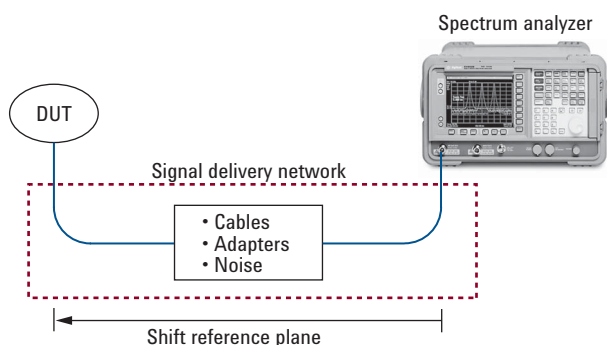 Spectrum analyzer
DUT
Signal delivery network
• Cables
• Adapters
• Noise
Shift reference plane